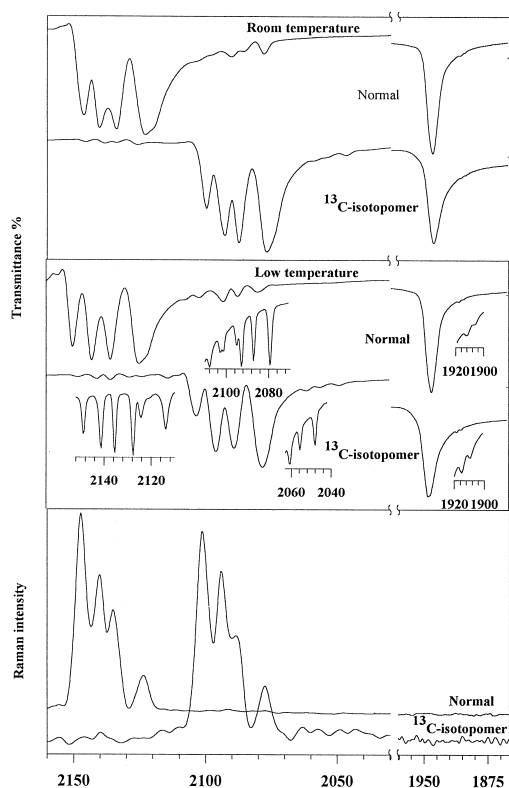 Room temperature
Normal
13C-isotopomer
Transmittance %
Low temperature
Normal
2100 2080
1920 1900
13C-isotopomer
2140 2120
2060 2040
1920 1900
Raman intensity
Normal
13C-isotopomer
2150 2100 2050 1950 1875